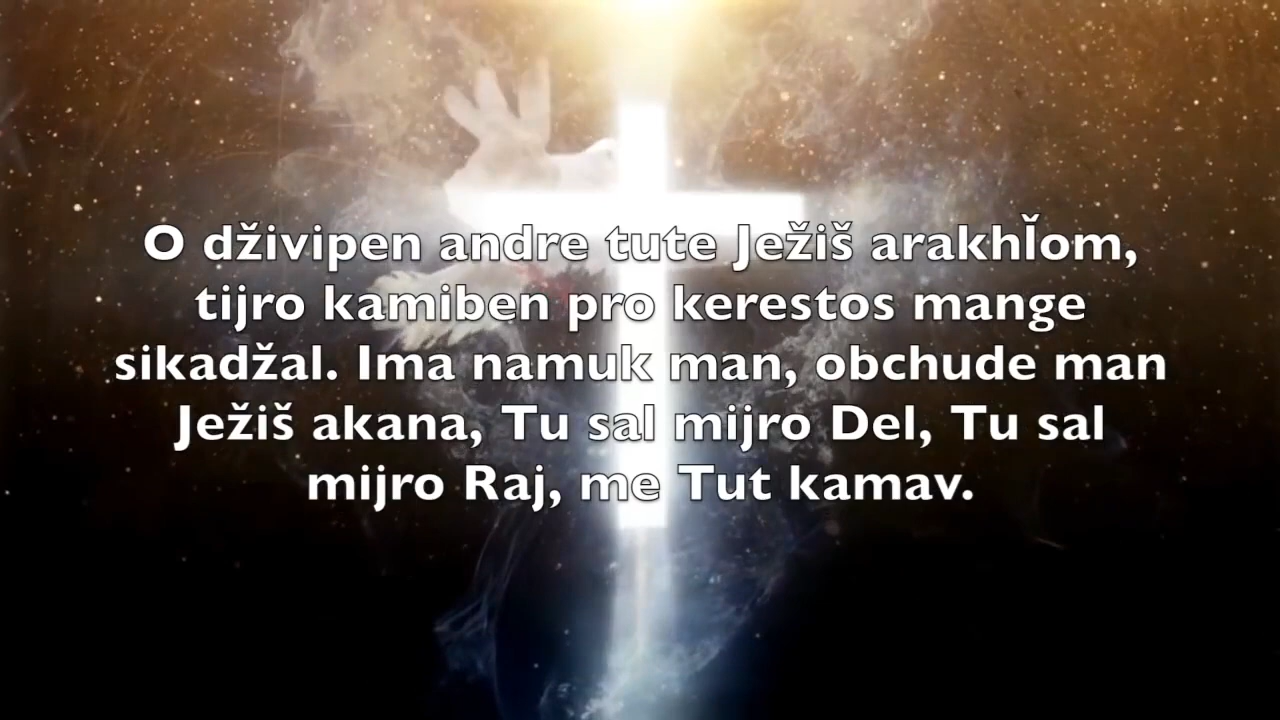 O dživipen andre tute Ježiš arakhľom,
tijro kamiben pro kerestos mange
sikadžal. Ima namuk man, obchude man
Ježiš akana, Tu sal mijro Del, Tu sal
mijro Raj, me Tut kamav.